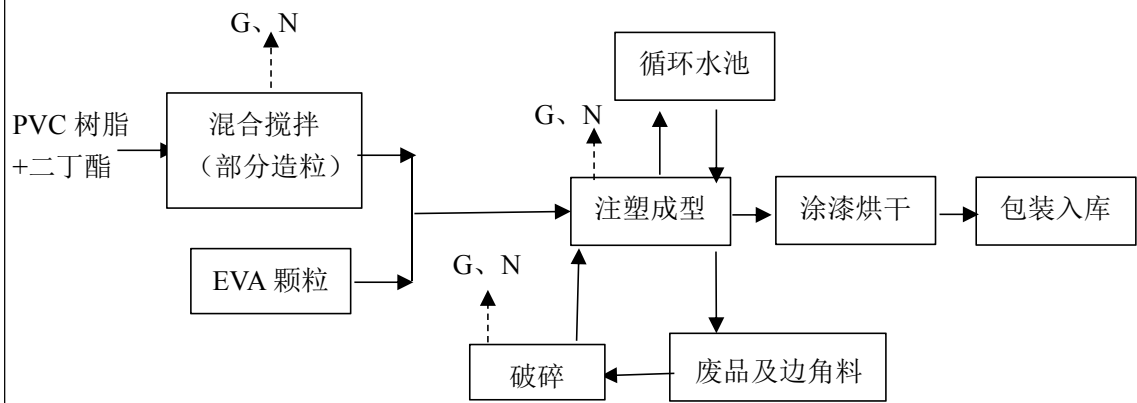 G、N
循环水池
PVC 树脂
+二丁酯
混合搅拌
（部分造粒）
G、N
注塑成型
涂漆烘干
包装入库
EVA 颗粒
G、N
破碎
废品及边角料